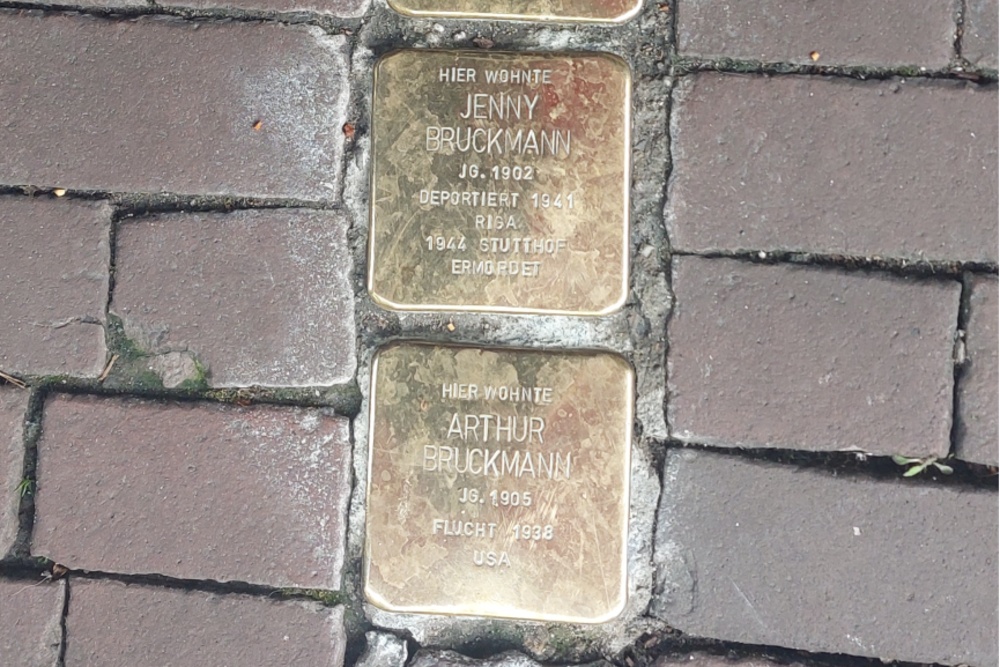 HIER WOHNTE
JENNY
BRUCKMANN
JG. 1902
DEPORTIERT 1941
RIGA
1944 STUTTHOF
ERMORDET
HIER WOHNTE
ARTHUR
BRUCKMANN
JG. 1905
FLUCHT 1938
USA